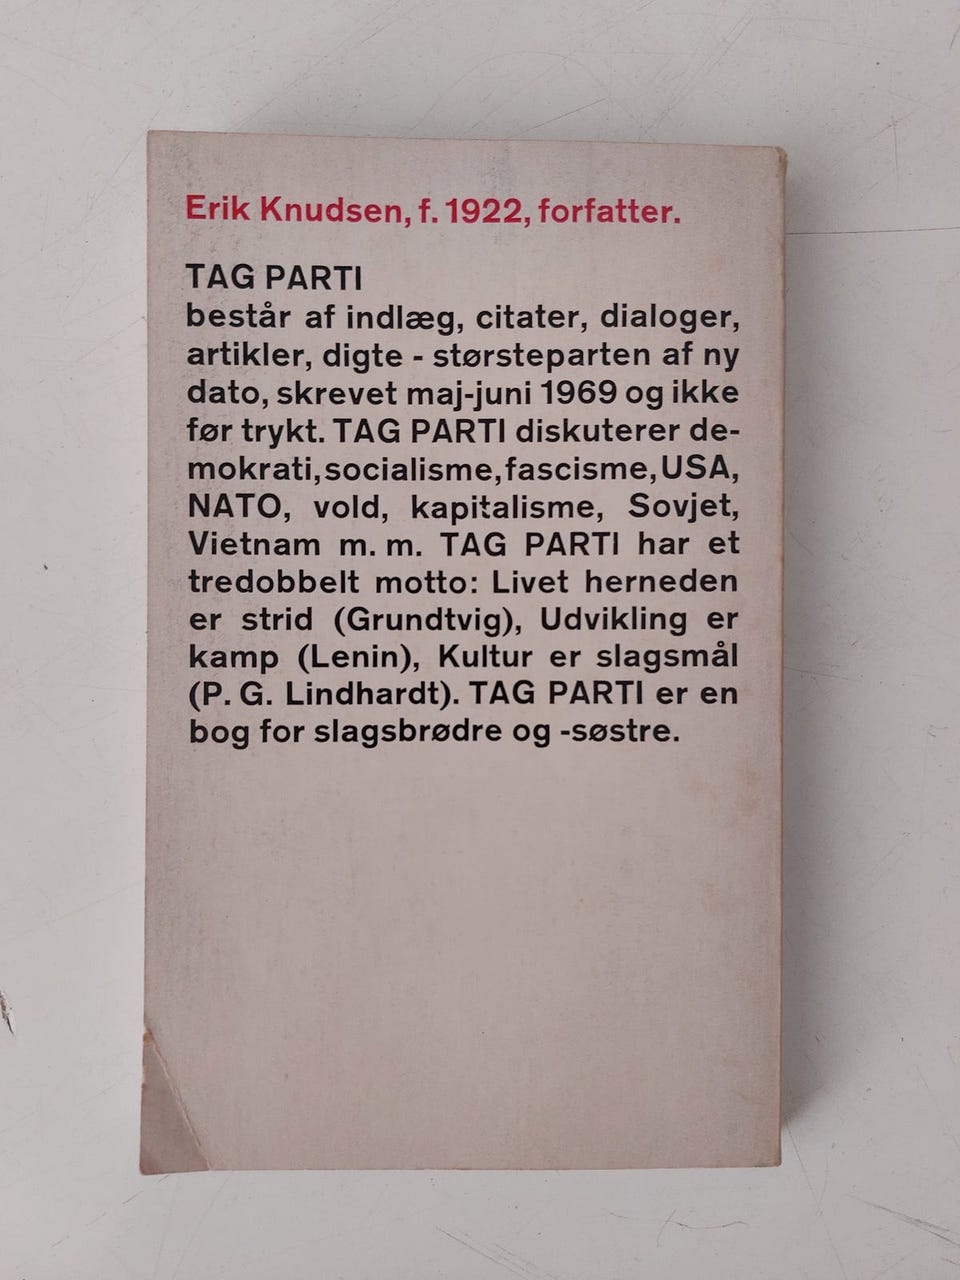 Erik Knudsen, f. 1922, forfatter.
TAG PARTI
består af indlæg, citater, dialoger,
artikler, digte - størsteparten af ny
dato, skrevet maj-juni 1969 og ikke
før trykt. TAG PARTI diskuterer de-
mokrati, socialisme, fascisme, USA,
NATO, vold, kapitalisme, Sovjet,
Vietnam m. m. TAG PARTI har et
tredobbelt motto: Livet herneden
er strid (Grundtvig), Udvikling er
kamp (Lenin), Kultur er slagsmål
(P. G. Lindhardt). TAG PARTI er en
bog for slagsbrødre og -søstre.